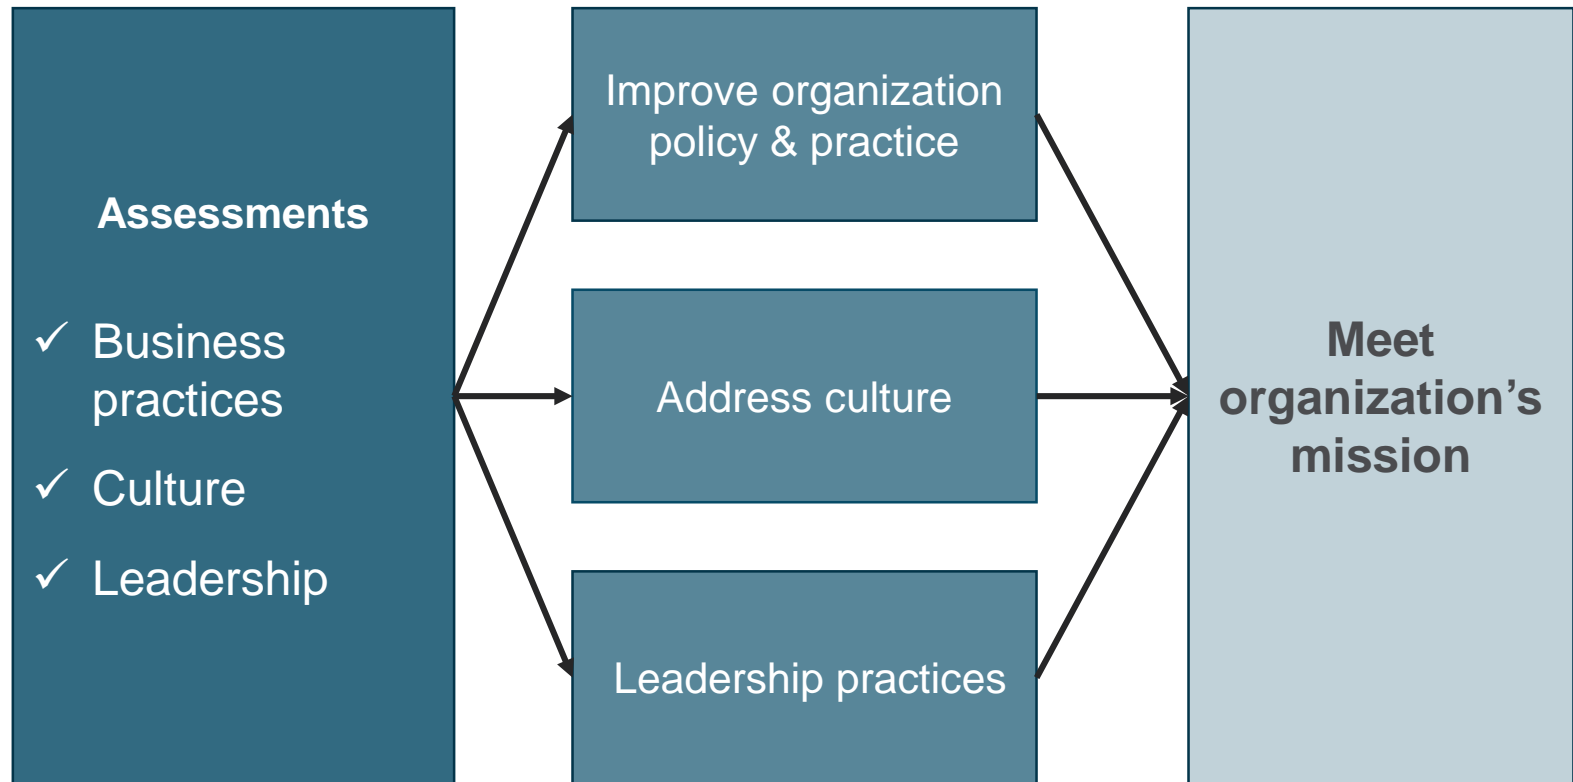 Assessments
✓ Business
practices
✓ Culture
✓ Leadership
Improve organization
policy & practice
Address culture
Leadership practices
Meet
organization’s
mission